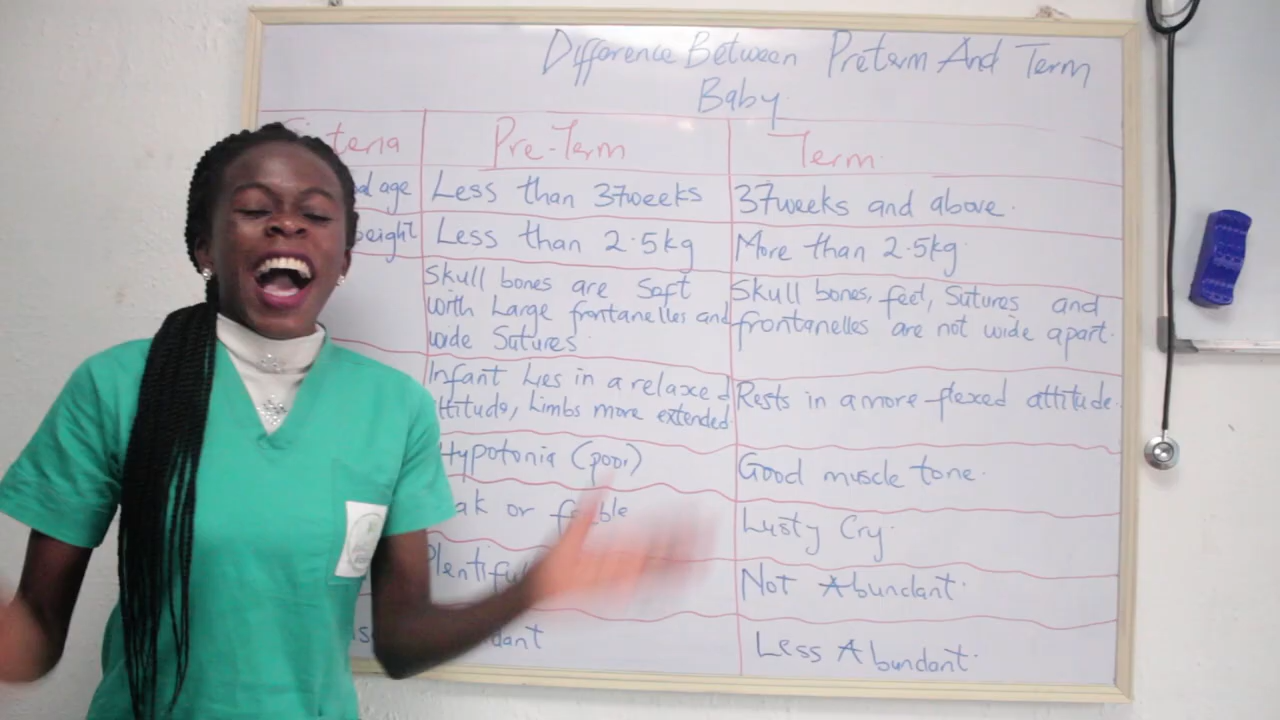 Difference Between Preterm And Term
Baby.
Pre-Term
Term.
Less than 37weeks
37weeks and above.
Less than 2.5kg
More than 2.5kg.
Skull bones are soft
with Large frontanelles and
wide Sutures.
Skull bones, feel, Sutures and
frontanelles are not wide apart.
Infant Lies in a relaxed
Limbs more extended.
Rests in a more flexed attitude.
Hypotonia (poor)
Good muscle tone.
or
Lusty Cry.
Not Abundant.
Less Abundant.